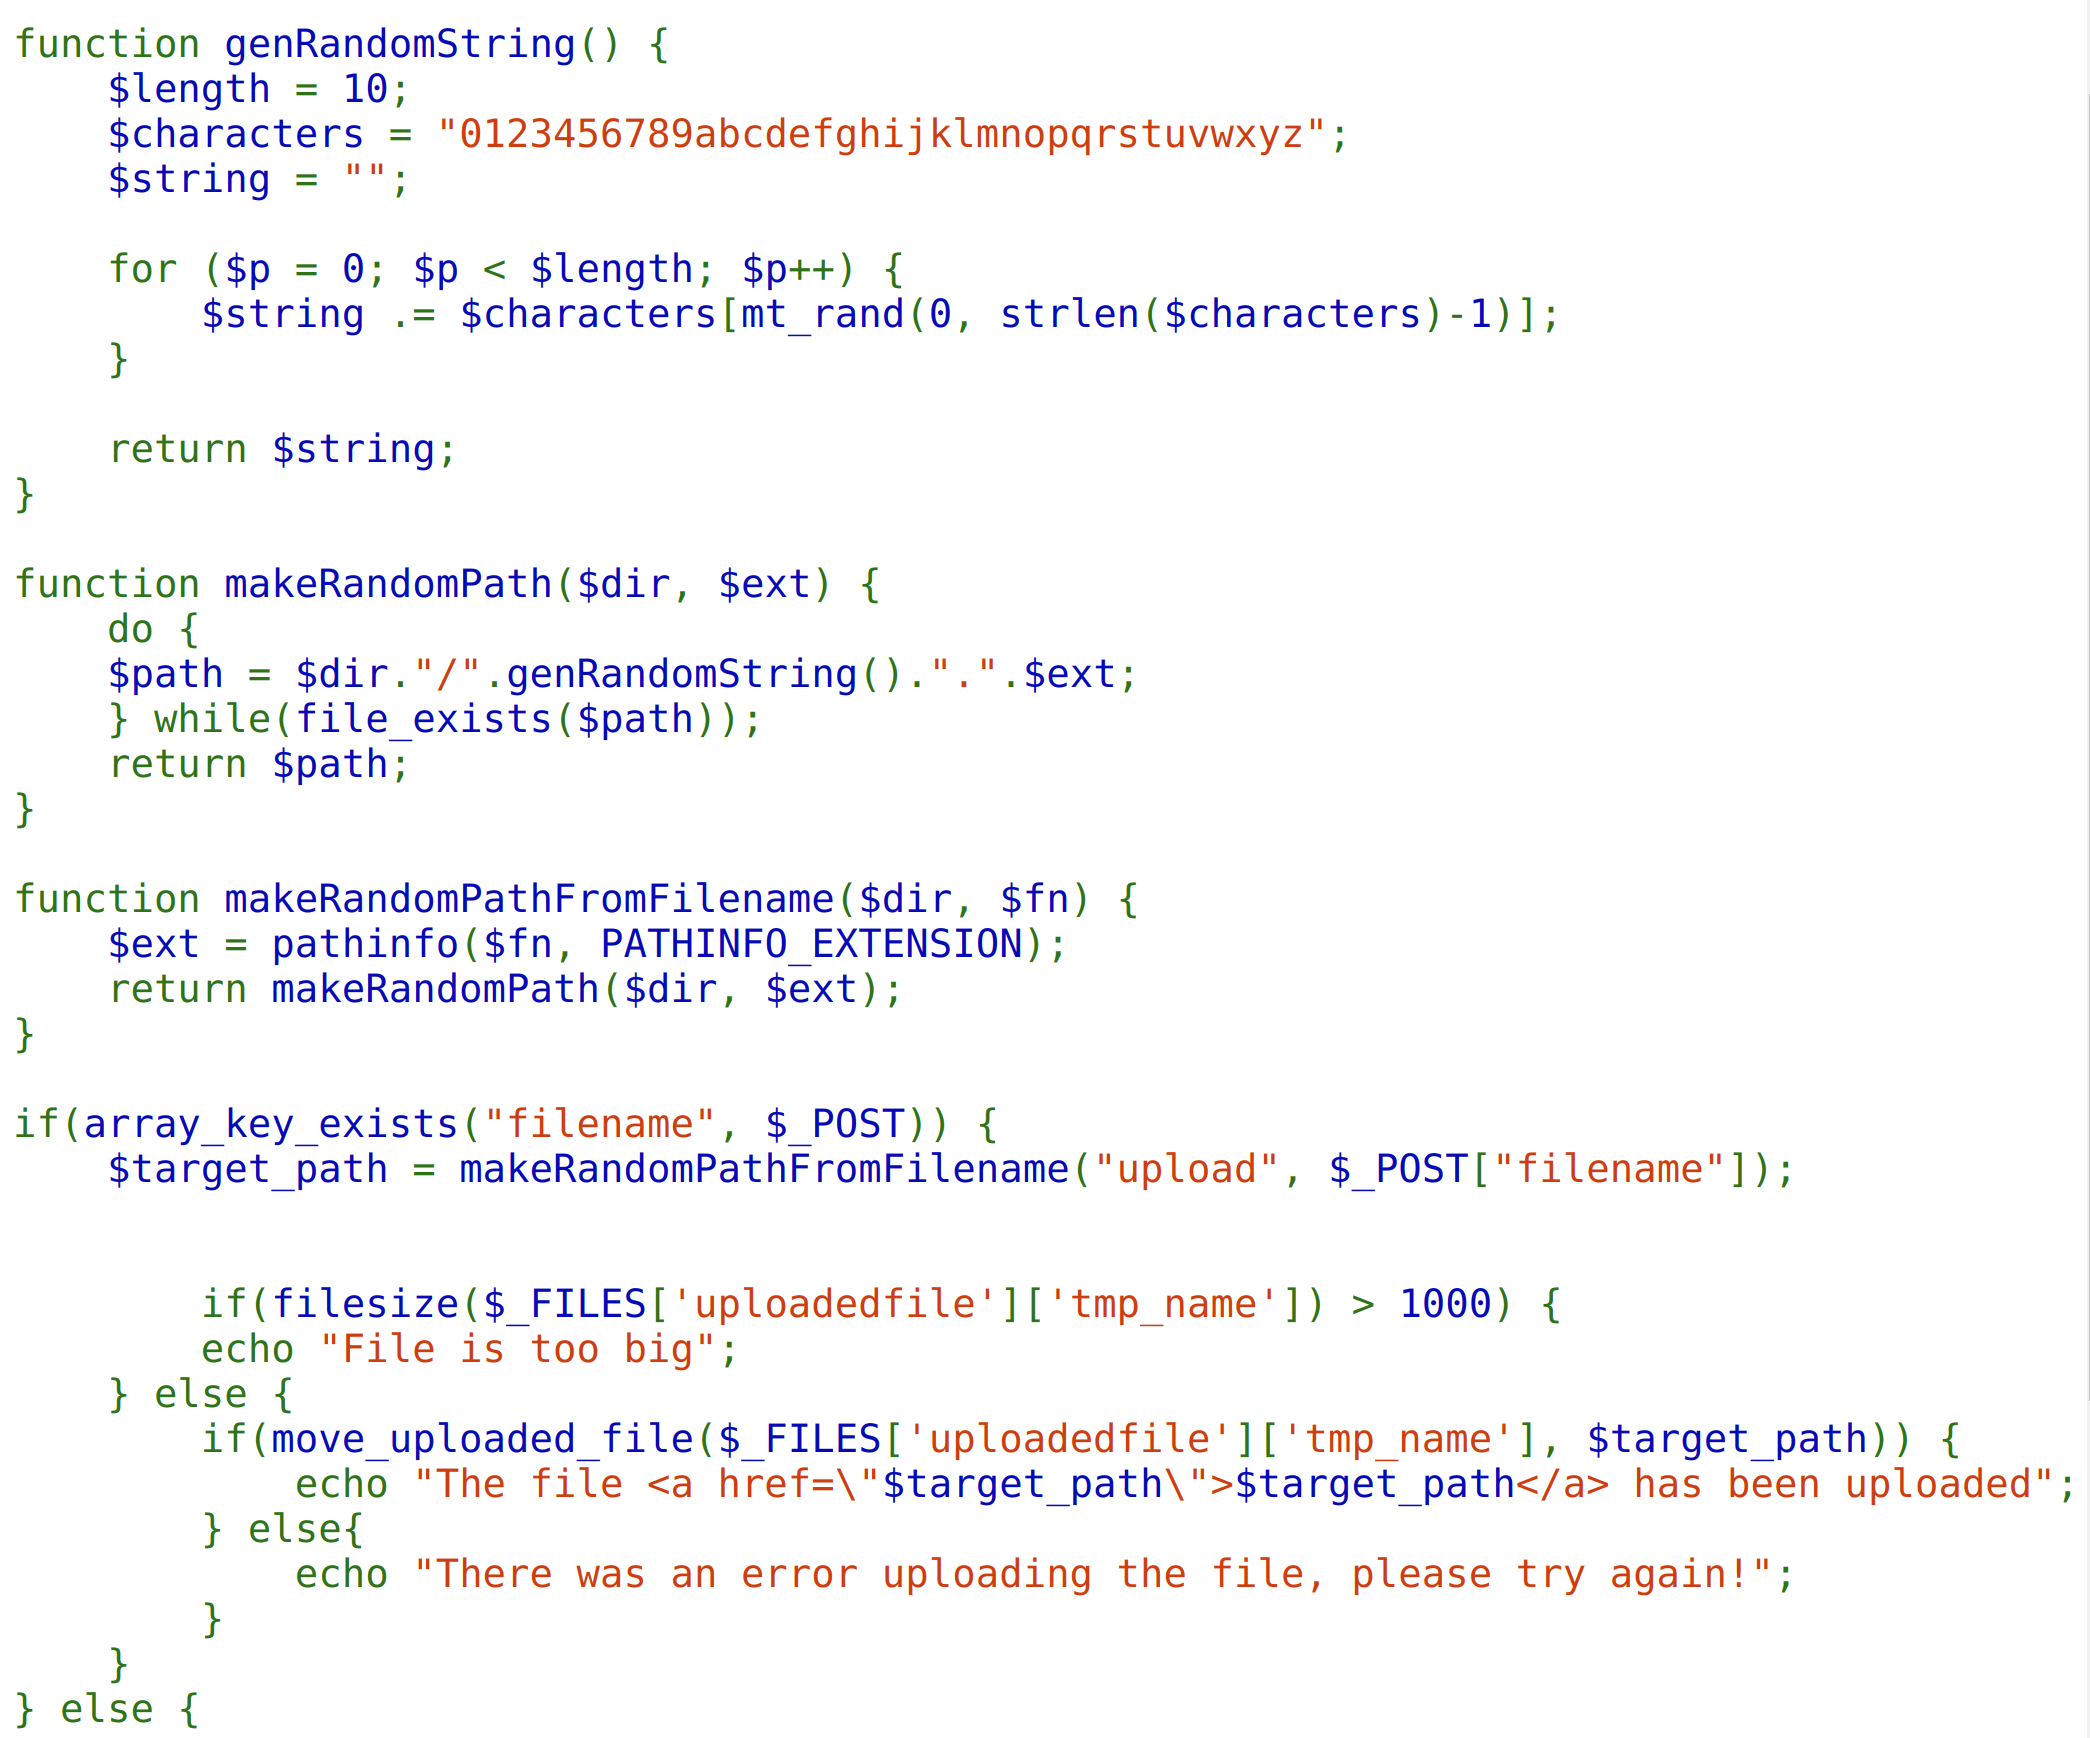 function genRandomString() {
    $length = 10;
    $characters = "0123456789abcdefghijklmnopqrstuvwxyz";
    $string = "";

    for ($p = 0; $p < $length; $p++) {
        $string .= $characters[mt_rand(0, strlen($characters)-1)];
    }

    return $string;
}

function makeRandomPath($dir, $ext) {
    do {
    $path = $dir."/".genRandomString().".".$ext;
    } while(file_exists($path));
    return $path;
}

function makeRandomPathFromFilename($dir, $fn) {
    $ext = pathinfo($fn, PATHINFO_EXTENSION);
    return makeRandomPath($dir, $ext);
}

if(array_key_exists("filename", $_POST)) {
    $target_path = makeRandomPathFromFilename("upload", $_POST["filename"]);


        if(filesize($_FILES['uploadedfile']['tmp_name']) > 1000) {
        echo "File is too big";
    } else {
        if(move_uploaded_file($_FILES['uploadedfile']['tmp_name'], $target_path)) {
            echo "The file <a href=\"$target_path\">$target_path</a> has been uploaded";
        } else{
            echo "There was an error uploading the file, please try again!";
        }
    }
} else {